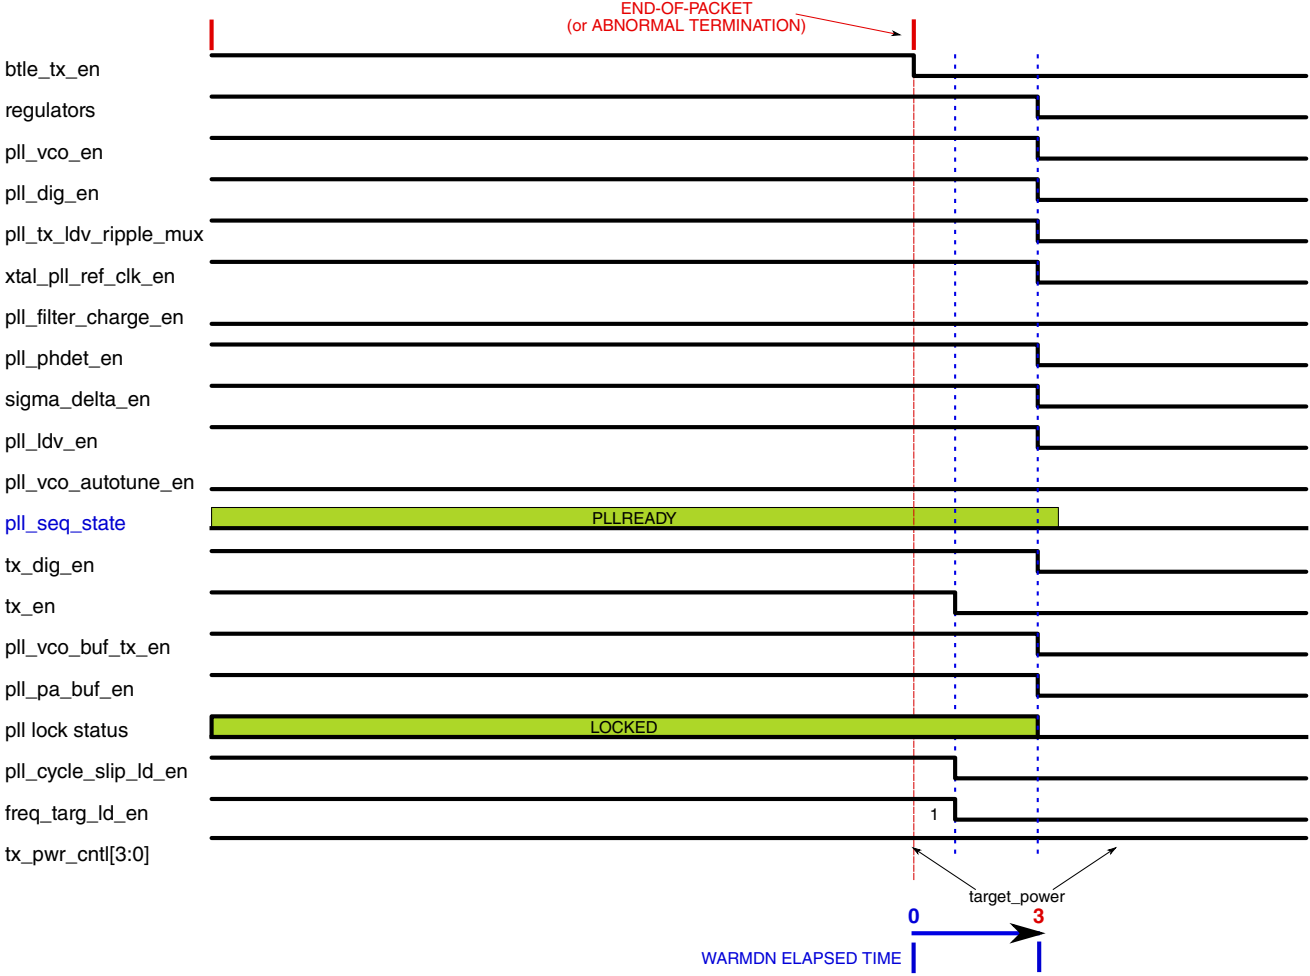 END-OF-PACKET
(or ABNORMAL TERMINATION)
btle_tx_en
regulators
pll_vco_en
pll_dig_en
pll_tx_ldv_ripple_mux
xtal_pll_ref_clk_en
pll_filter_charge_en
pll_phdet_en
sigma_delta_en
pll_ldv_en
pll_vco_autotune_en
pll_seq_state PLLREADY
tx_dig_en
tx_en
pll_vco_buf_tx_en
pll_pa_buf_en
pll lock status LOCKED
pll_cycle_slip_ld_en
freq_targ_ld_en 1
tx_pwr_cntl[3:0]
target_power
0 3
WARMDN ELAPSED TIME